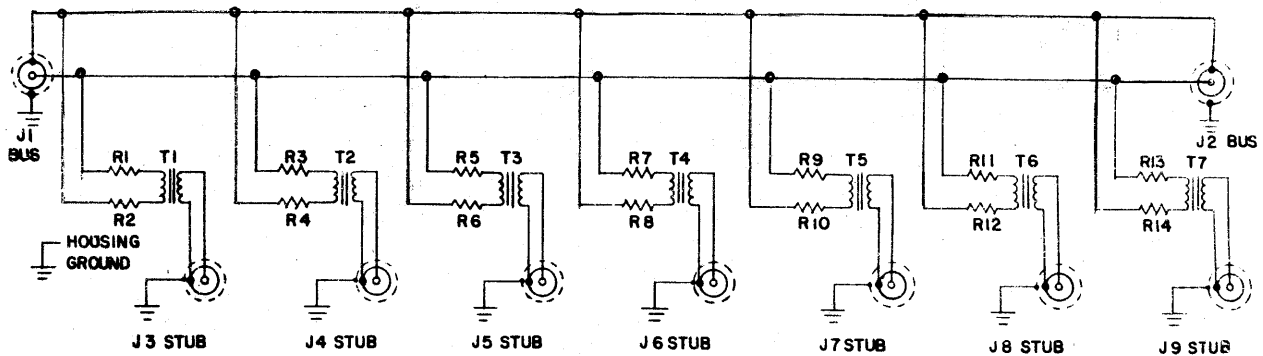 J1
BUS
J2 BUS
R1 T1
R2
R3 T2
R4
R5 T3
R6
R7 T4
R8
R9 T5
R10
R11 T6
R12
R13 T7
R14
HOUSING
GROUND
J3 STUB
J4 STUB
J5 STUB
J6 STUB
J7 STUB
J8 STUB
J9 STUB